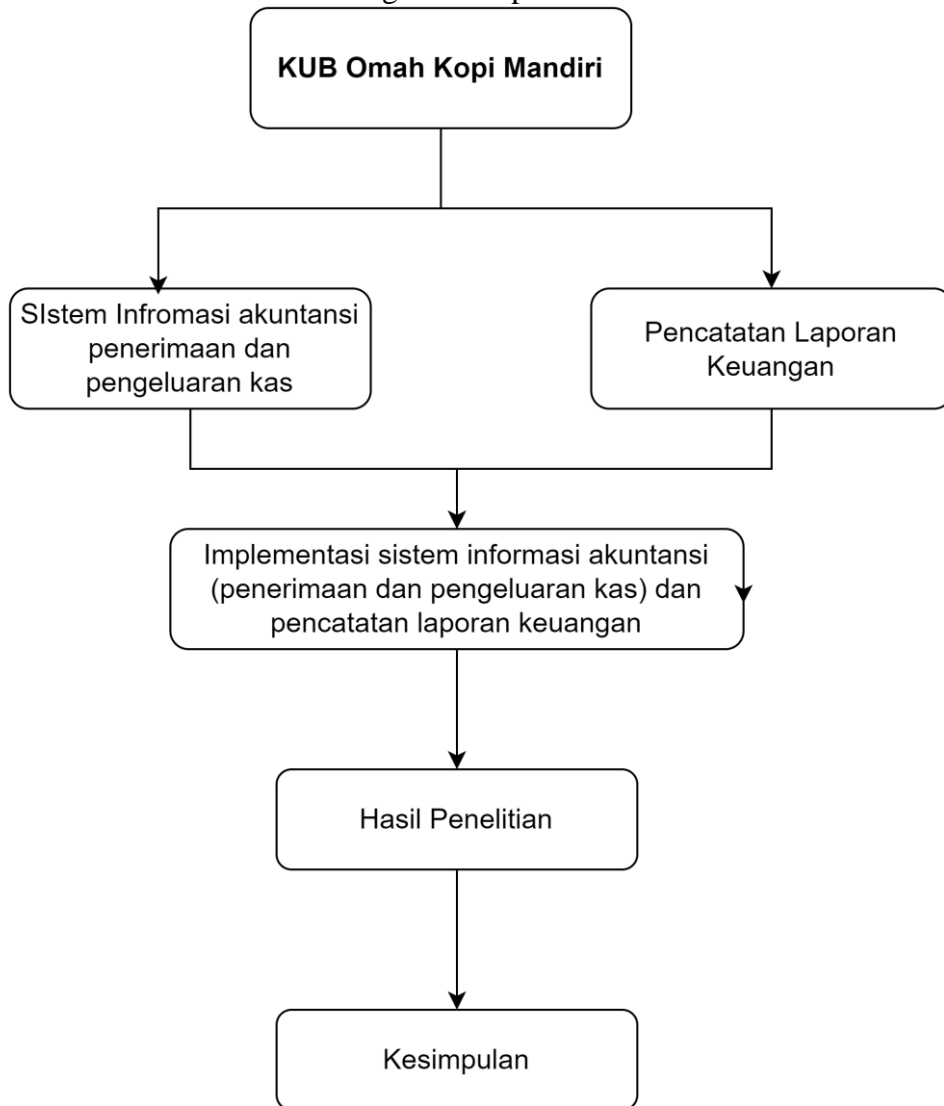 KUB Omah Kopi Mandiri
SIstem Infromasi akuntansi
penerimaan dan
pengeluaran kas
Pencatatan Laporan
Keuangan
Implementasi sistem informasi akuntansi
(penerimaan dan pengeluaran kas) dan
pencatatan laporan keuangan
Hasil Penelitian
Kesimpulan